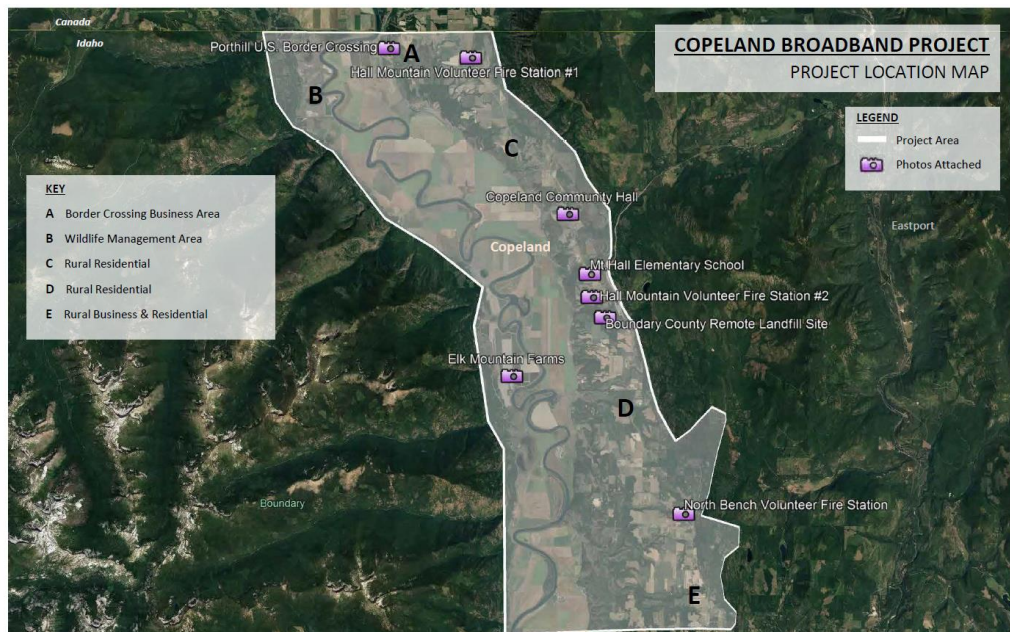 Canada
Idaho
COPELAND BROADBAND PROJECT
PROJECT LOCATION MAP
Porthill U.S. Border Crossing
A
Hall Mountain Volunteer Fire Station #1
B
LEGEND
Project Area
Photos Attached
C
KEY
A Border Crossing Business Area
B Wildlife Management Area
C Rural Residential
D Rural Residential
E Rural Business & Residential
Copeland Community Hall
Eastport
Copeland
Mt Hall Elementary School
Hall Mountain Volunteer Fire Station #2
Boundary County Remote Landfill Site
Elk Mountain Farms
D
Boundary
North Bench Volunteer Fire Station
E